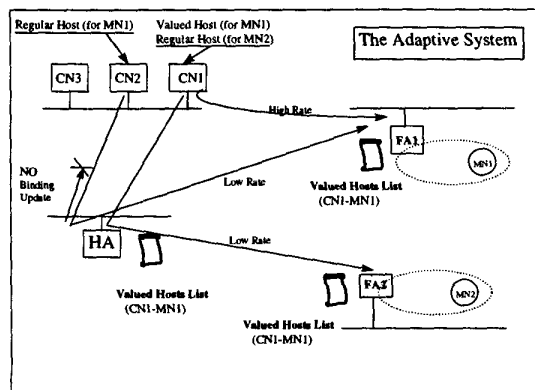 Regular Host (for MN1)
Valued Host (for MN1)
Regular Host (for MN2)
The Adaptive System
CN3
CN2
CN1
High Rate
FA1
MN1
NO
Binding
Update
Low Rate
Valued Hosts List
(CN1-MN1)
HA
Low Rate
Valued Hosts List
(CN1-MN1)
FA2
MN2
Valued Hosts List
(CN1-MN1)